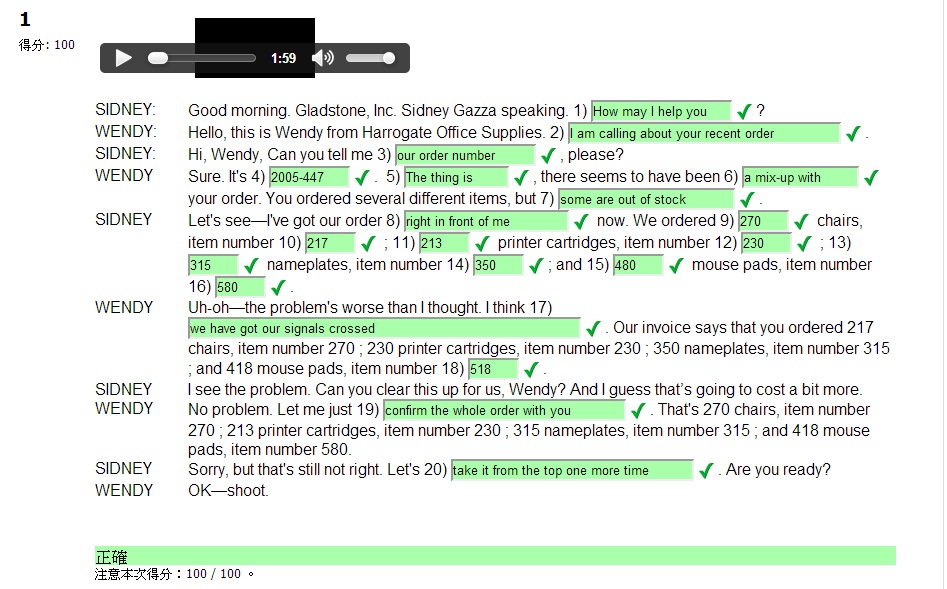 1
得分: 100
1:59
SIDNEY: Good morning. Gladstone, Inc. Sidney Gazza speaking. 1) How may I help you ?
WENDY: Hello, this is Wendy from Harrogate Office Supplies. 2) I am calling about your recent order .
SIDNEY: Hi, Wendy, Can you tell me 3) our order number , please?
WENDY Sure. It's 4) 2005-447 . 5) The thing is , there seems to have been 6) a mix-up with
your order. You ordered several different items, but 7) some are out of stock .
SIDNEY Let's see—I've got our order 8) right in front of me now. We ordered 9) 270 chairs,
item number 10) 217 ; 11) 213 printer cartridges, item number 12) 230 ; 13)
315 nameplates, item number 14) 350 ; and 15) 480 mouse pads, item number
16) 580 .
WENDY Uh-oh—the problem's worse than I thought. I think 17)
we have got our signals crossed . Our invoice says that you ordered 217
chairs, item number 270 ; 230 printer cartridges, item number 230 ; 350 nameplates, item number 315
; and 418 mouse pads, item number 18) 518 .
SIDNEY I see the problem. Can you clear this up for us, Wendy? And I guess that's going to cost a bit more.
WENDY No problem. Let me just 19) confirm the whole order with you . That's 270 chairs, item number
270 ; 213 printer cartridges, item number 230 ; 315 nameplates, item number 315 ; and 418 mouse
pads, item number 580.
SIDNEY Sorry, but that's still not right. Let's 20) take it from the top one more time . Are you ready?
WENDY OK—shoot.
正確
注意本次得分：100 / 100 。